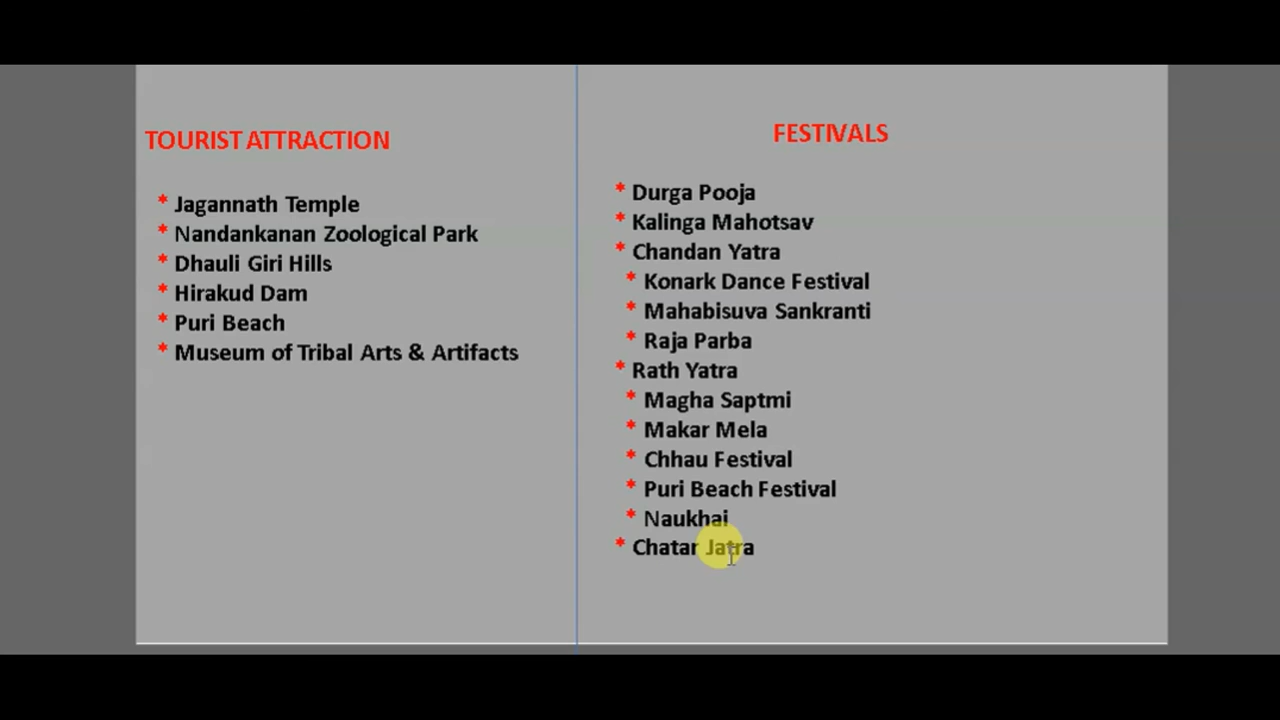 TOURIST ATTRACTION
* Jagannath Temple
* Nandankanan Zoological Park
* Dhauli Giri Hills
* Hirakud Dam
* Puri Beach
* Museum of Tribal Arts & Artifacts
FESTIVALS
* Durga Pooja
* Kalinga Mahotsav
* Chandan Yatra
* Konark Dance Festival
* Mahabisuva Sankranti
* Raja Parba
* Rath Yatra
* Magha Saptmi
* Makar Mela
* Chhau Festival
* Puri Beach Festival
* Naukhai
* Chatar Jatra